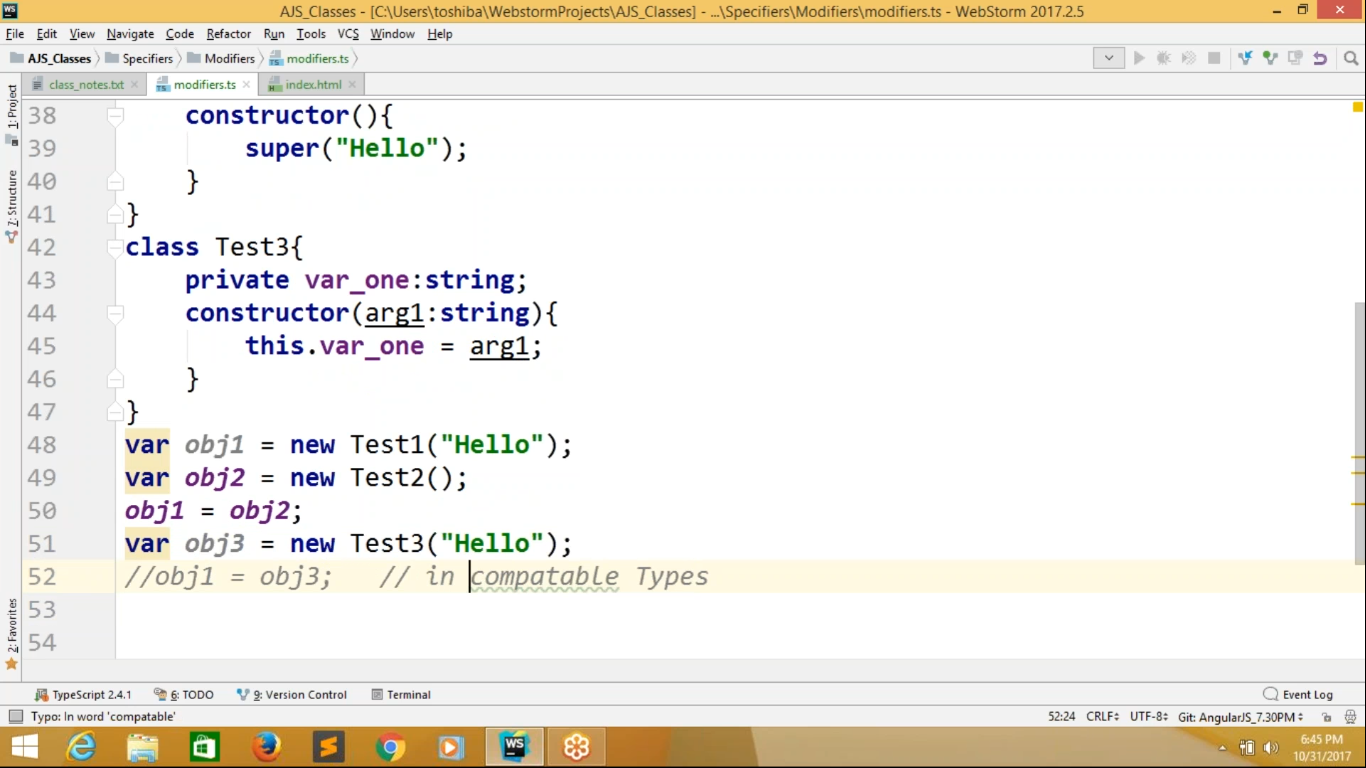 AJS_Classes - [C:\Users\toshiba\WebstormProjects\AJS_Classes] - ...\Specifiers\Modifiers\modifiers.ts - WebStorm 2017.2.5
File Edit View Navigate Code Refactor Run Tools VCS Window Help
AJS_Classes Specifiers Modifiers modifiers.ts
class_notes.txt modifiers.ts index.html
1: Project
7: Structure
2: Favorites
38 constructor(){
39 super("Hello");
40 }
41 }
42 class Test3{
43 private var_one:string;
44 constructor(arg1:string){
45 this.var_one = arg1;
46 }
47 }
48 var obj1 = new Test1("Hello");
49 var obj2 = new Test2();
50 obj1 = obj2;
51 var obj3 = new Test3("Hello");
52 //obj1 = obj3; // in compatable Types
53
54
TypeScript 2.4.1 6: TODO 9: Version Control Terminal Event Log
Typo: In word 'compatable' 52:24 CRLF UTF-8 Git: AngularJS_7.30PM
6:45 PM
10/31/2017